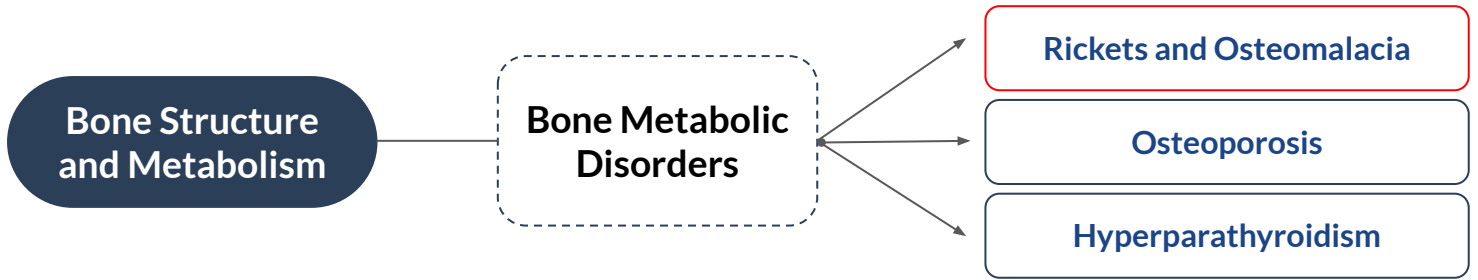 Bone Structure
and Metabolism
Bone Metabolic
Disorders
Rickets and Osteomalacia
Osteoporosis
Hyperparathyroidism